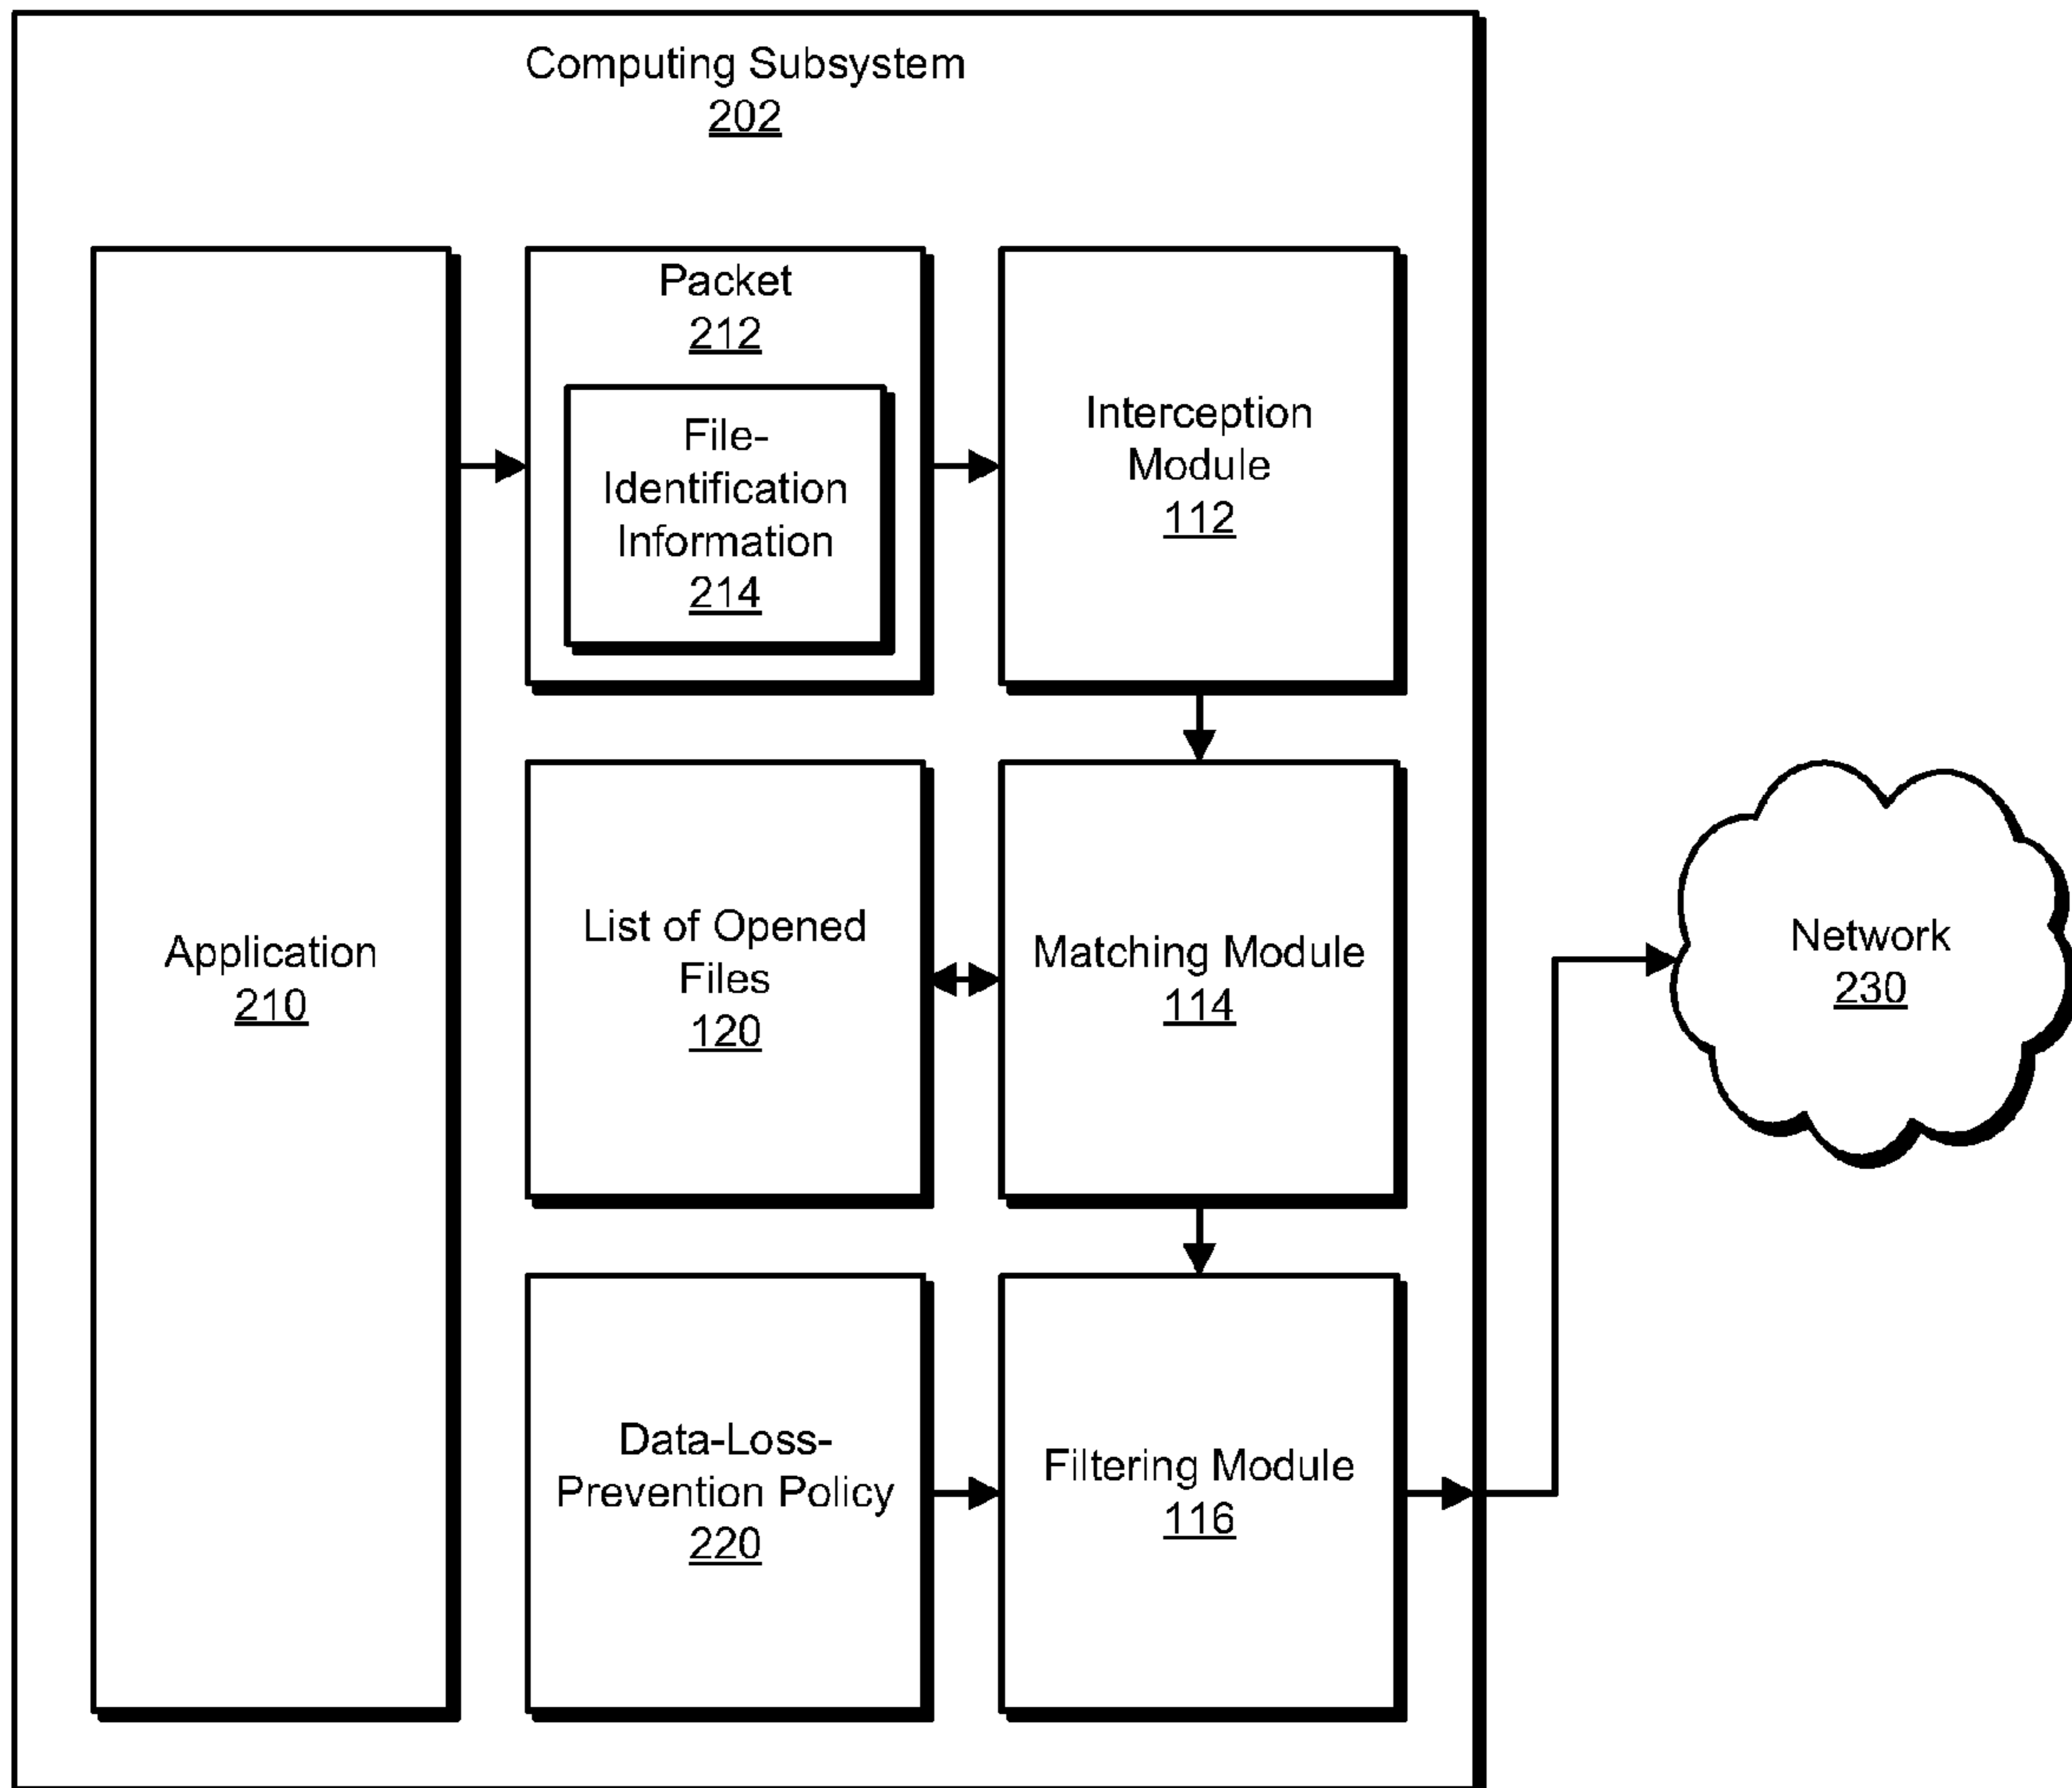 Computing Subsystem
202
Packet
212
File-
Identification
Information
214
Interception
Module
112
Application
210
List of Opened
Files
120
Matching Module
114
Network
230
Data-Loss-
Prevention Policy
220
Filtering Module
116